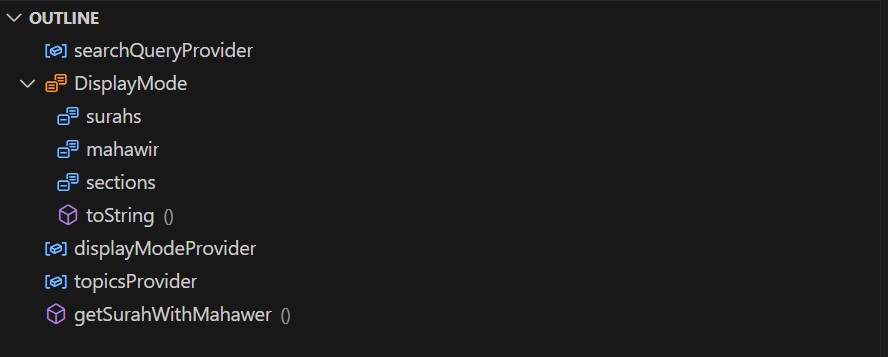 OUTLINE
searchQueryProvider
DisplayMode
surahs
mahawir
sections
toString ()
displayModeProvider
topicsProvider
getSurahWithMahawer ()